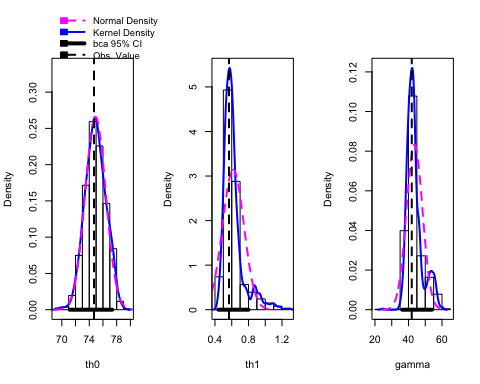 Normal Density
Kernel Density
bca 95% CI
Obs. Value
Density
0.00 0.05 0.10 0.15 0.20 0.25 0.30
70 74 78
th0
Density
0 1 2 3 4 5
0.4 0.8 1.2
th1
Density
0.00 0.02 0.04 0.06 0.08 0.10 0.12
20 40 60
gamma